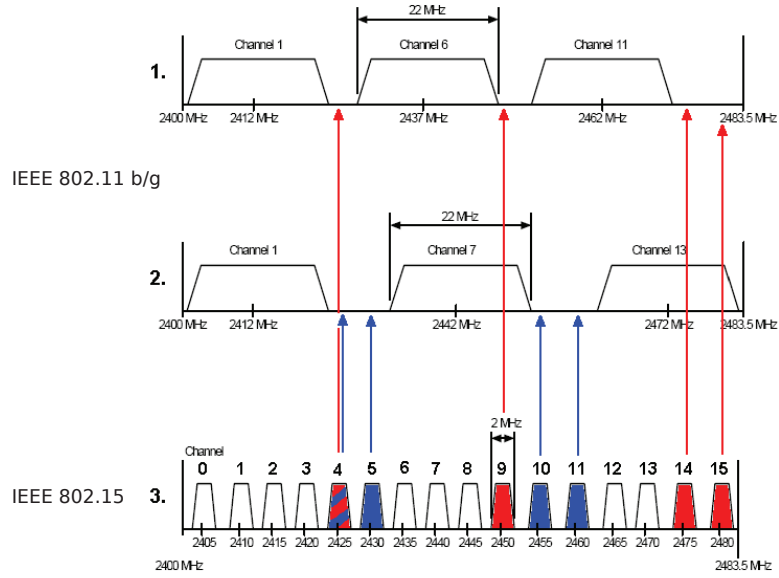 22 MHz
Channel 1 Channel 6 Channel 11
1.
2400 MHz 2412 MHz 2437 MHz 2462 MHz 2483.5 MHz
IEEE 802.11 b/g
22 MHz
Channel 1 Channel 7 Channel 13
2.
2400 MHz 2412 MHz 2442 MHz 2472 MHz 2483.5 MHz
2 MHz
Channel
0 1 2 3 4 5 6 7 8 9 10 11 12 13 14 15
IEEE 802.15 3.
2405 2410 2415 2420 2425 2430 2435 2440 2445 2450 2455 2460 2465 2470 2475 2480
2400 MHz 2483.5 MHz